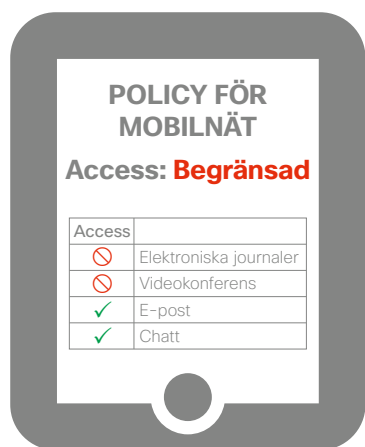 POLICY FÖR
MOBILNÄT
Access: Begränsad
Access
Elektroniska journaler
Videokonferens
E-post
Chatt